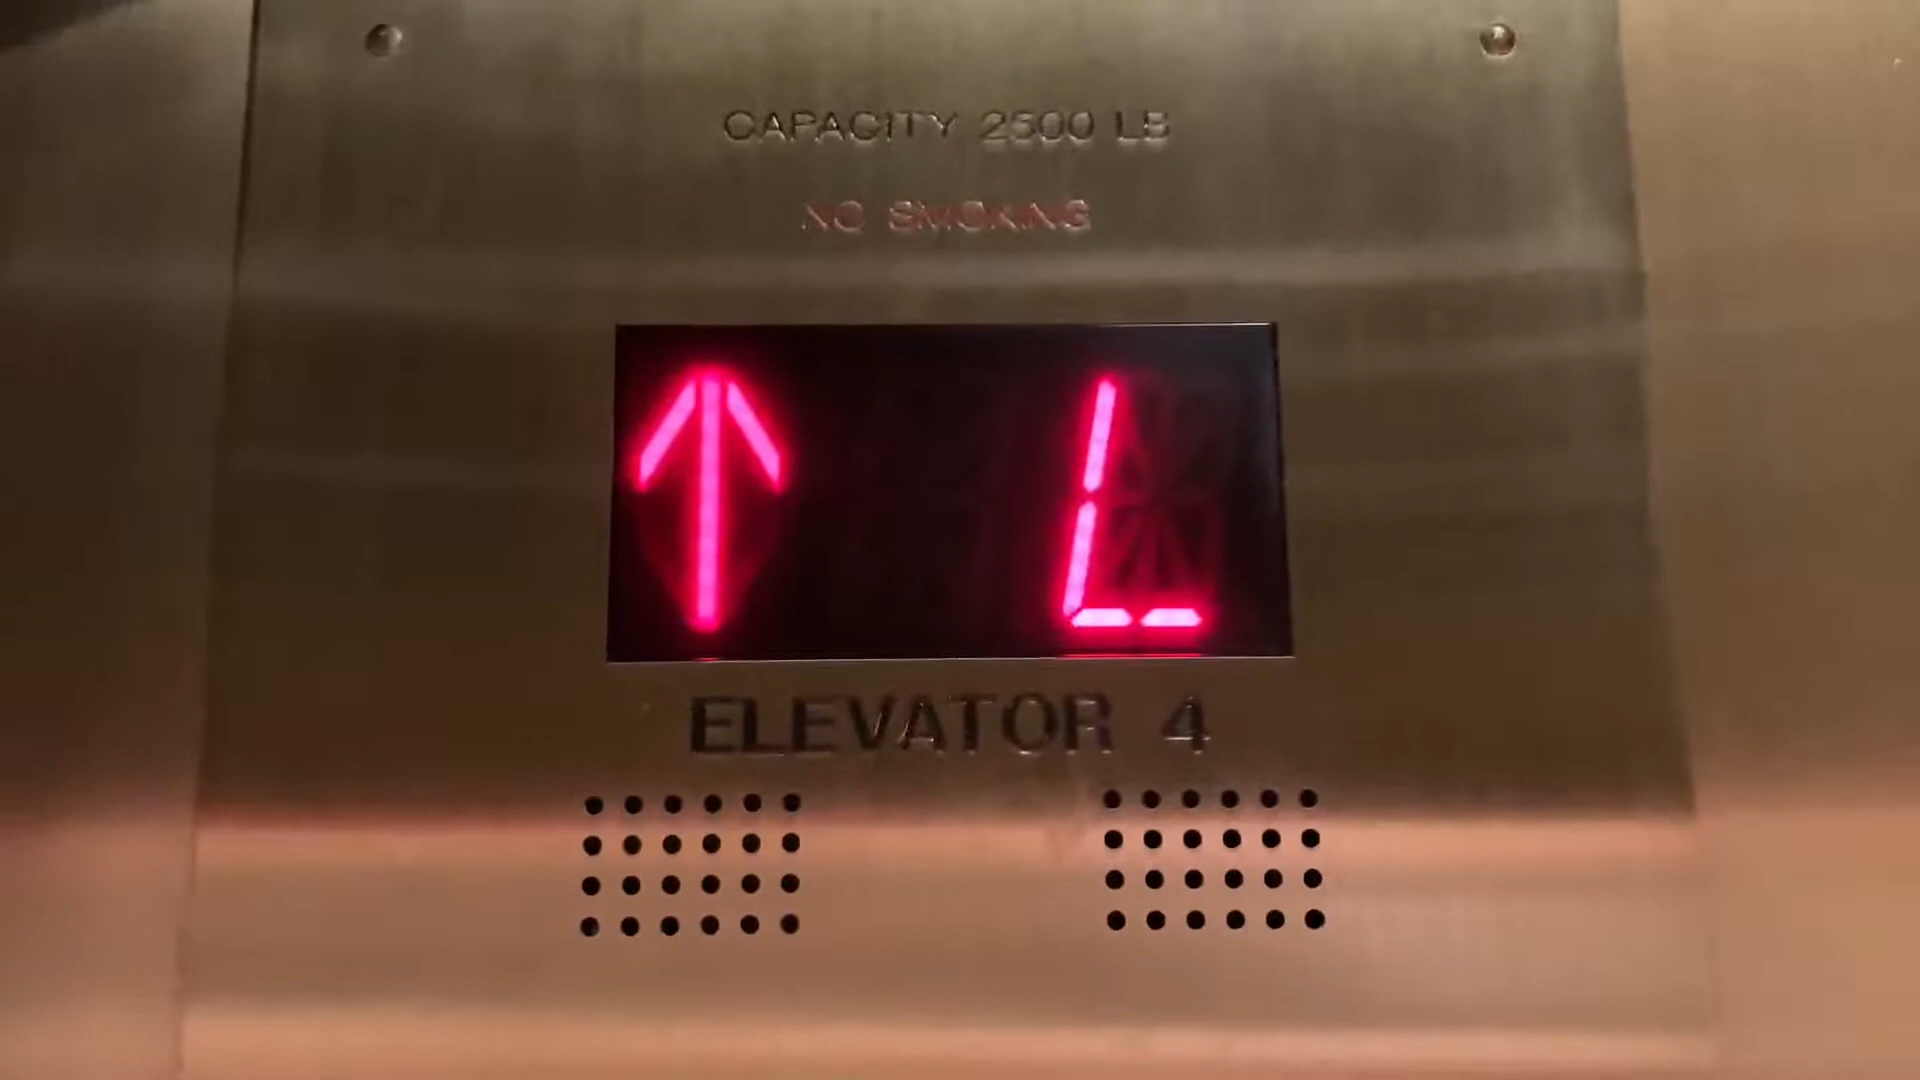 CAPACITY 2500 LB
NO SMOKING
↑ L
ELEVATOR 4